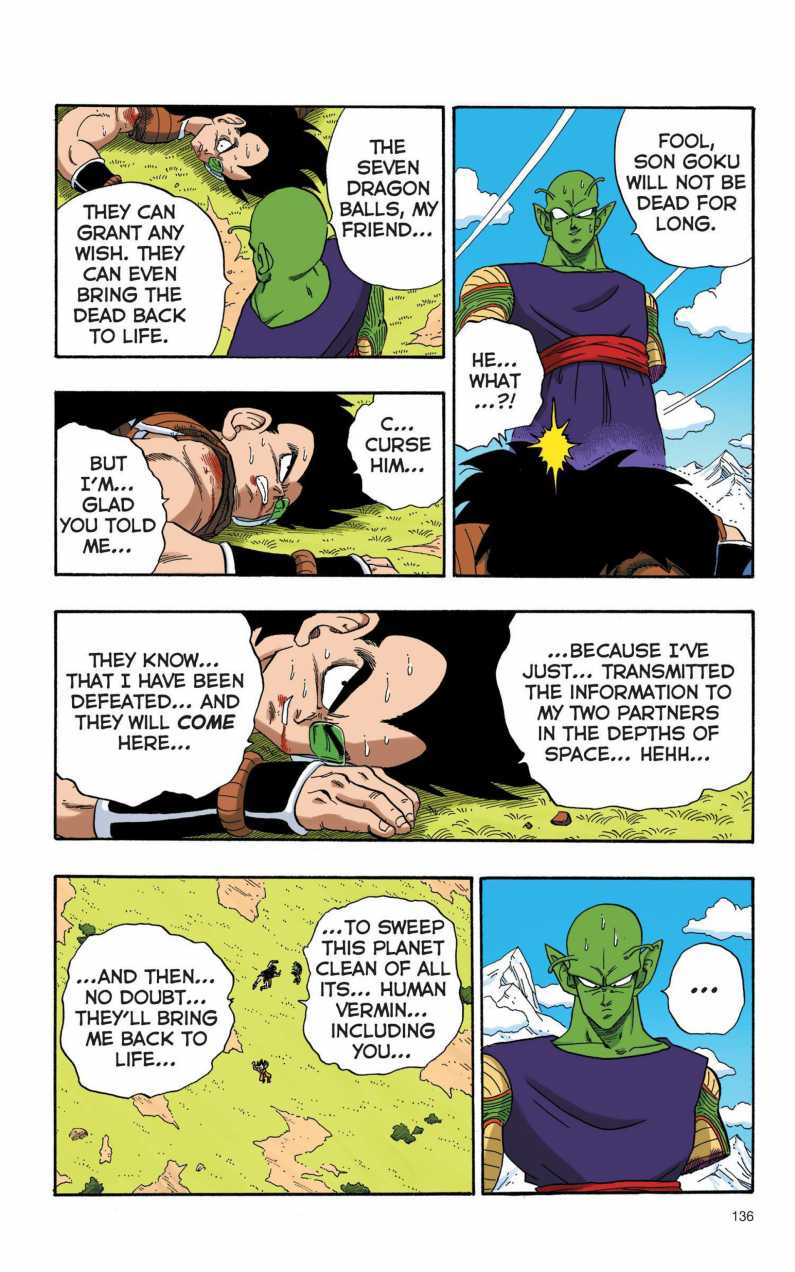 FOOL,
SON GOKU
WILL NOT BE
DEAD FOR
LONG.
HE...
WHAT
...?!
THE
SEVEN
DRAGON
BALLS, MY
FRIEND...
THEY CAN
GRANT ANY
WISH. THEY
CAN EVEN
BRING THE
DEAD BACK
TO LIFE.
C...
CURSE
HIM...
BUT
I'M...
GLAD
YOU TOLD
ME...
...BECAUSE I'VE
JUST... TRANSMITTED
THE INFORMATION TO
MY TWO PARTNERS
IN THE DEPTHS OF
SPACE... HEHH...
THEY KNOW...
THAT I HAVE BEEN
DEFEATED... AND
THEY WILL COME
HERE...
...
...TO SWEEP
THIS PLANET
CLEAN OF ALL
ITS... HUMAN
VERMIN...
INCLUDING
YOU...
...AND THEN...
NO DOUBT...
THEY'LL BRING
ME BACK TO
LIFE...
136